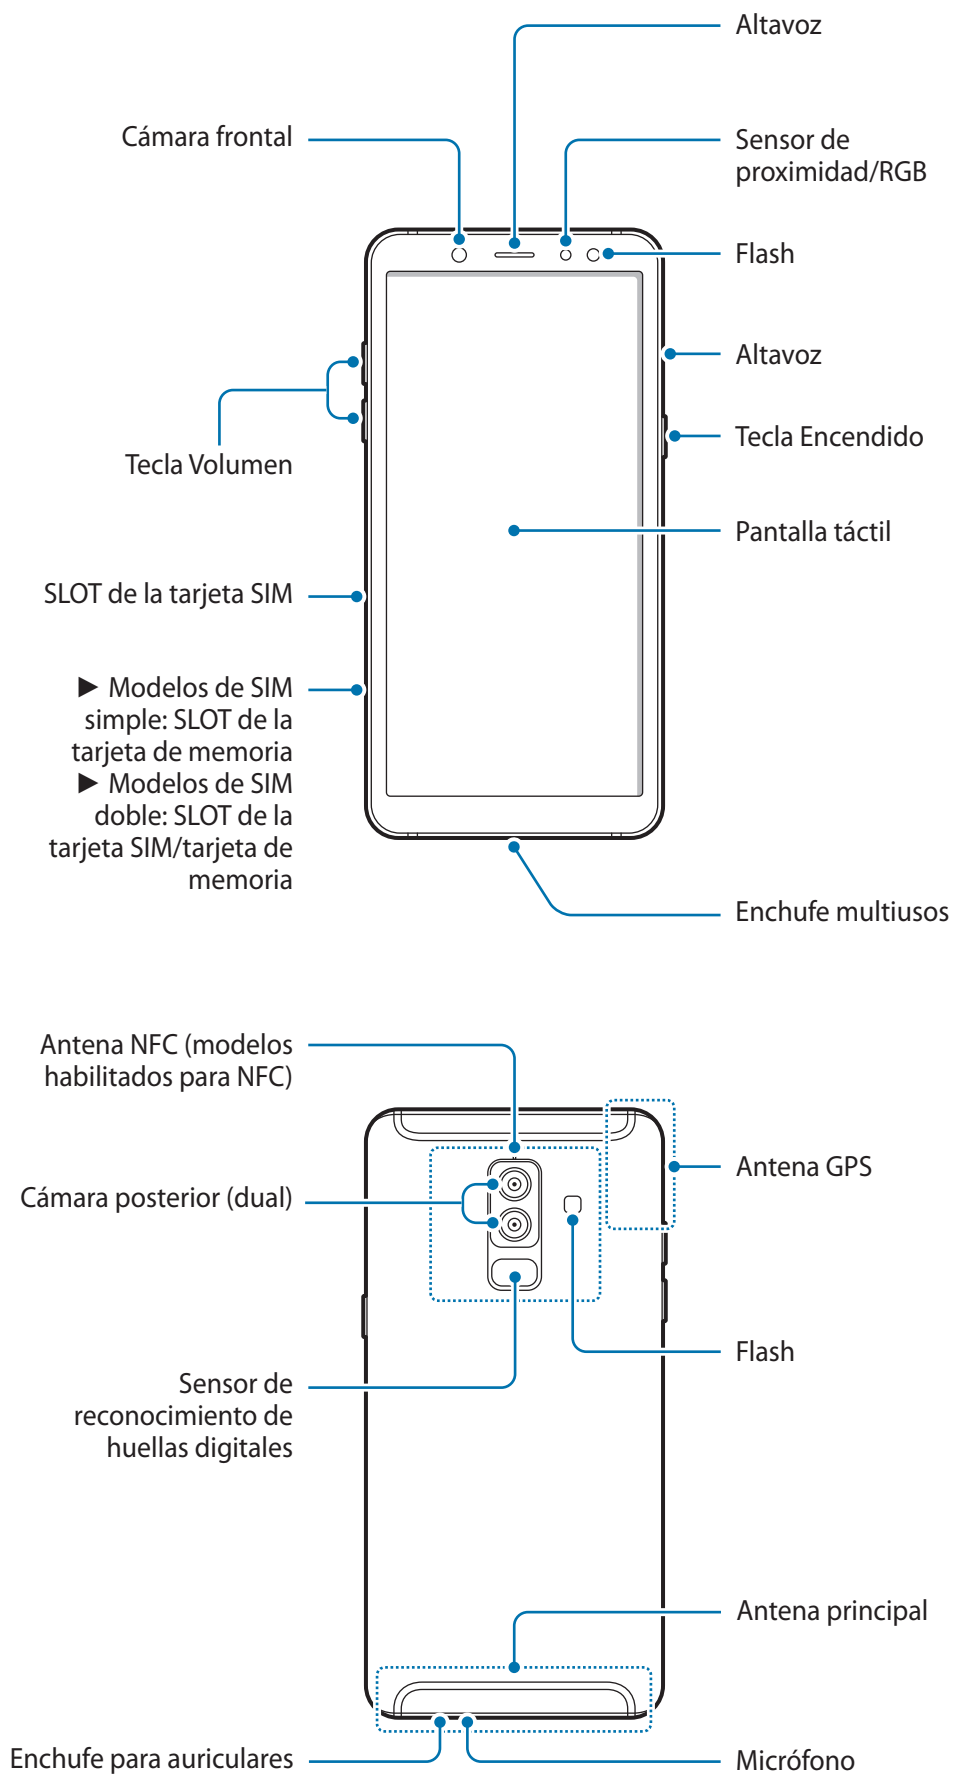 Altavoz
Cámara frontal
Sensor de
proximidad/RGB
Flash
Altavoz
Tecla Encendido
Tecla Volumen
Pantalla táctil
SLOT de la tarjeta SIM
► Modelos de SIM
simple: SLOT de la
tarjeta de memoria
► Modelos de SIM
doble: SLOT de la
tarjeta SIM/tarjeta de
memoria
Enchufe multiusos
Antena NFC (modelos
habilitados para NFC)
Antena GPS
Cámara posterior (dual)
Flash
Sensor de
reconocimiento de
huellas digitales
Antena principal
Enchufe para auriculares
Micrófono